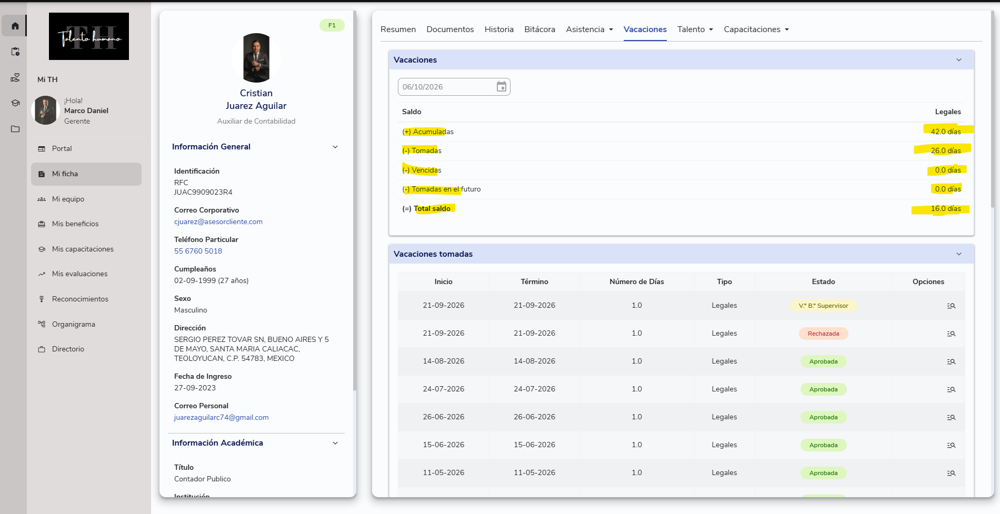 TH
Talento humano
Mi TH
¡Hola!
Marco Daniel
Gerente
Portal
Mi ficha
Mi equipo
Mis beneficios
Mis capacitaciones
Mis evaluaciones
Reconocimientos
Organigrama
Directorio
F1
Cristian
Juarez Aguilar
Auxiliar de Contabilidad
Información General
Identificación
RFC
JUAC9909023R4
Correo Corporativo
cjuarez@asesorcliente.com
Teléfono Particular
55 6760 5018
Cumpleaños
02-09-1999 (27 años)
Sexo
Masculino
Dirección
SERGIO PEREZ TOVAR SN, BUENO AIRES Y 5
DE MAYO, SANTA MARIA CALIACAC,
TEOLOYUCAN, C.P. 54783, MEXICO
Fecha de Ingreso
27-09-2023
Correo Personal
juarezaguilarc74@gmail.com
Información Académica
Título
Contador Publico
Institución
Resumen Documentos Historia Bitácora Asistencia Vacaciones Talento Capacitaciones
Vacaciones
06/10/2026
Saldo Legales
(+) Acumuladas 42.0 días
(-) Tomadas 26.0 días
(-) Vencidas 0.0 días
(-) Tomadas en el futuro 0.0 días
(=) Total saldo 16.0 días
Vacaciones tomadas
Inicio Término Número de Días Tipo Estado Opciones
21-09-2026 21-09-2026 1.0 Legales V.° B.° Supervisor
21-09-2026 21-09-2026 1.0 Legales Rechazada
14-08-2026 14-08-2026 1.0 Legales Aprobada
24-07-2026 24-07-2026 1.0 Legales Aprobada
26-06-2026 26-06-2026 1.0 Legales Aprobada
15-06-2026 15-06-2026 1.0 Legales Aprobada
11-05-2026 11-05-2026 1.0 Legales Aprobada